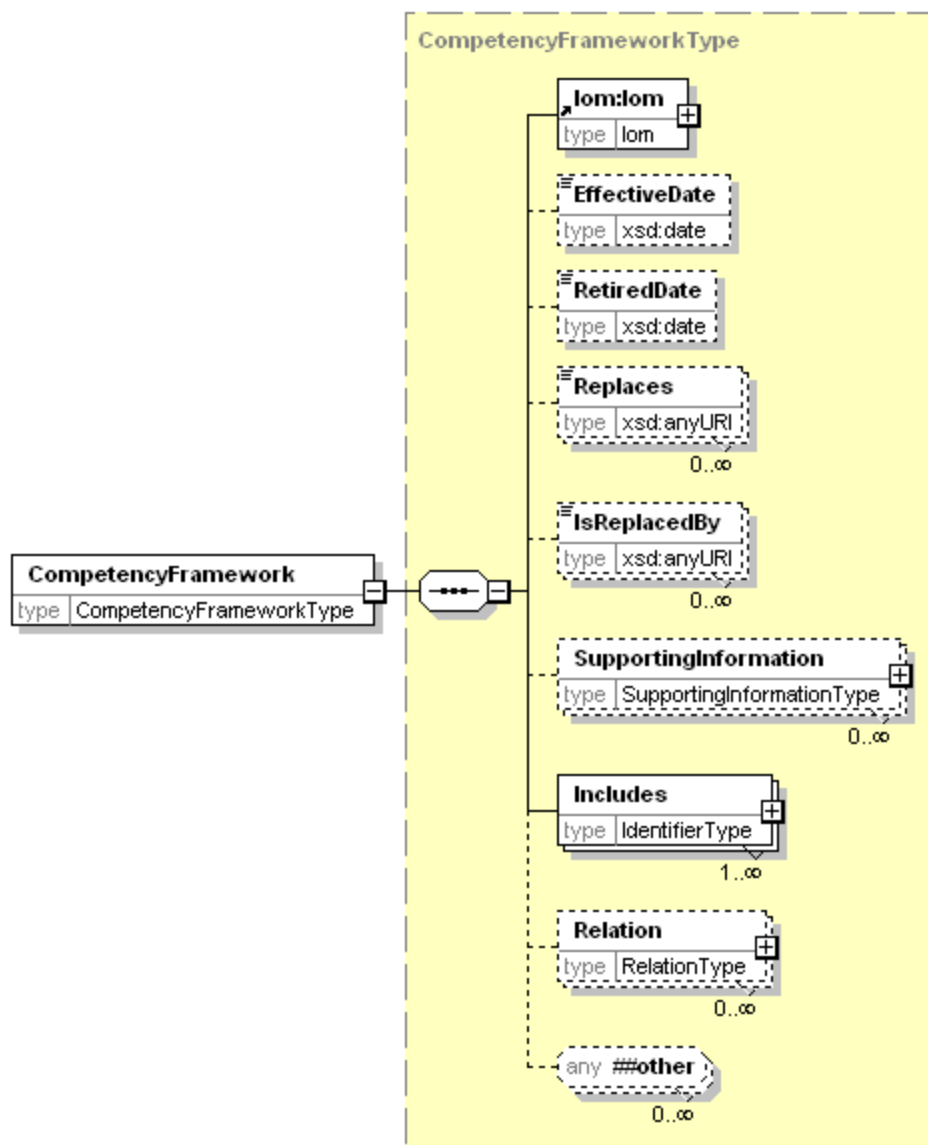 CompetencyFrameworkType
lom:lom
type lom
EffectiveDate
type xsd:date
RetiredDate
type xsd:date
Replaces
type xsd:anyURI
0..∞
IsReplacedBy
type xsd:anyURI
0..∞
CompetencyFramework
type CompetencyFrameworkType
SupportingInformation
type SupportingInformationType
0..∞
Includes
type IdentifierType
1..∞
Relation
type RelationType
0..∞
any ##other
0..∞